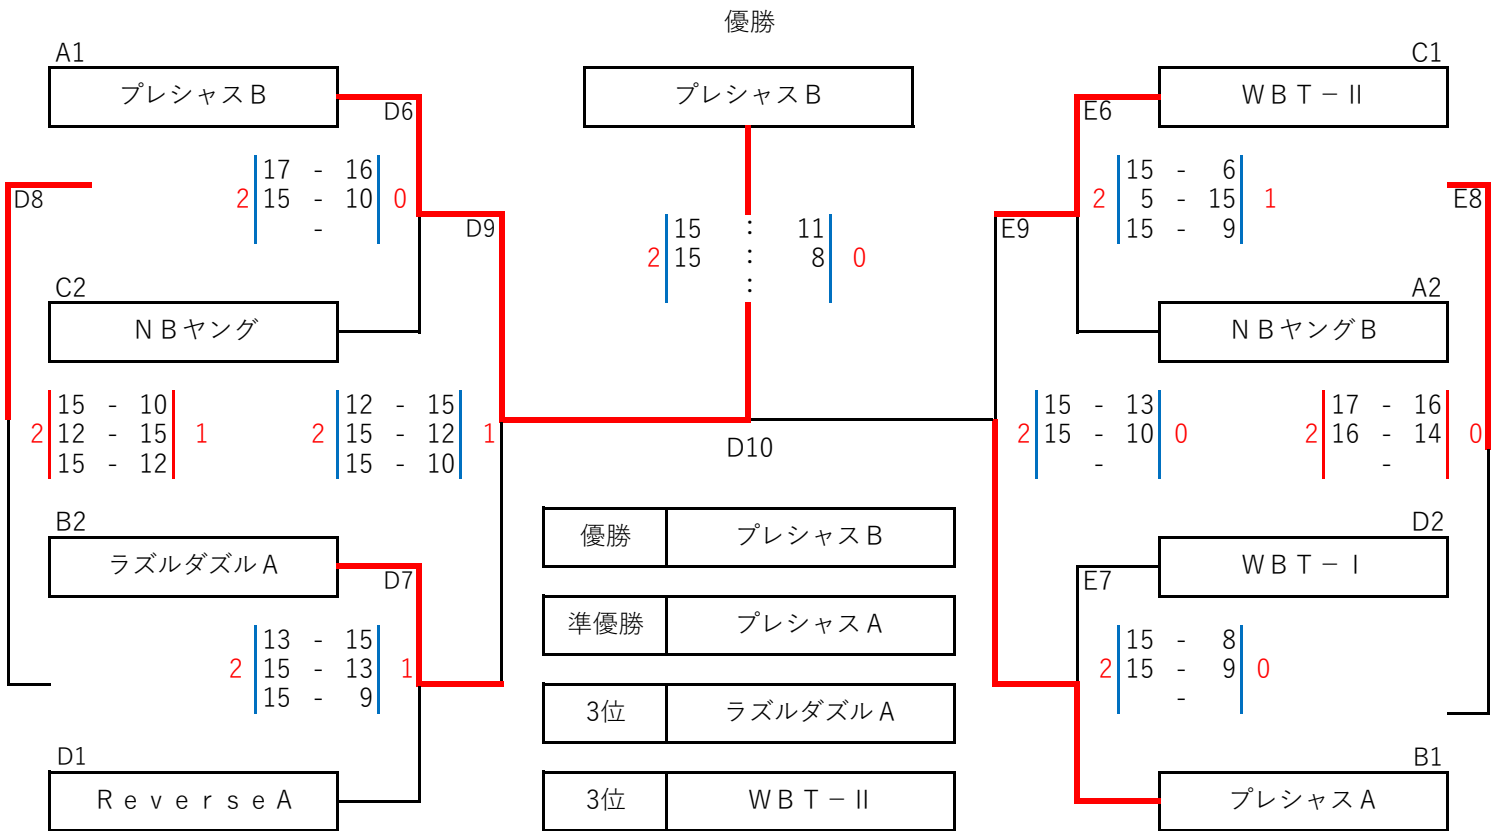 優勝
A1
プレシャスB
D6
17 - 16
2 15 - 10 0
-
D8
C2
NBヤング
D9
15 - 10
2 12 - 15 1
15 - 12
12 - 15
2 15 - 12 1
15 - 10
B2
ラズルダズルA
D7
13 - 15
2 15 - 13 1
15 - 9
D1
ReverseA
プレシャスB
15 : 11
2 15 : 8 0
:
D10
優勝 プレシャスB
準優勝 プレシャスA
3位 ラズルダズルA
3位 WBT-II
C1
WBT-II
E6
15 - 6
2 5 - 15 1
15 - 9
E8
E9
A2
NBヤングB
15 - 13
2 15 - 10 0
-
17 - 16
2 16 - 14 0
-
D2
WBT-I
E7
15 - 8
2 15 - 9 0
-
B1
プレシャスA